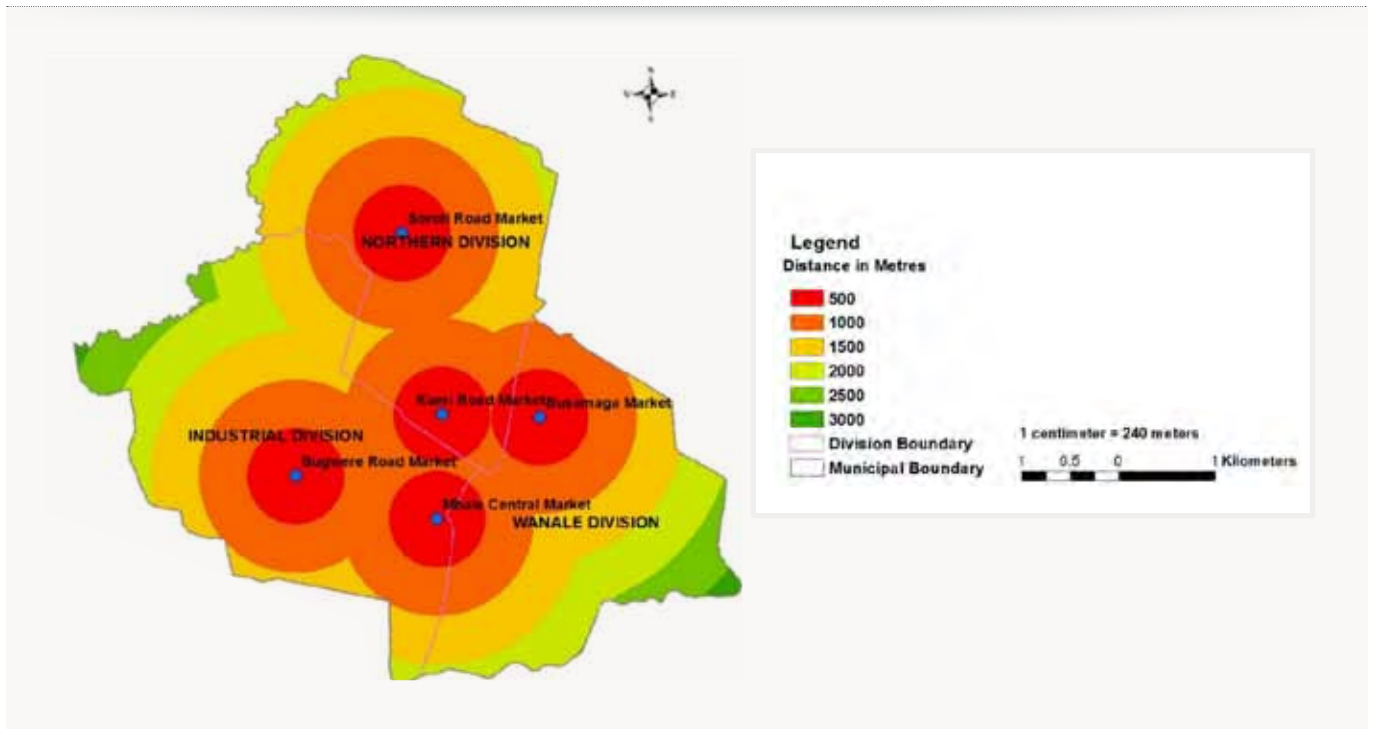 Soroti Road Market
NORTHERN DIVISION
Kumi Road Market Busamaga Market
INDUSTRIAL DIVISION
Bugwere Road Market
Mbale Central Market
WANALE DIVISION
Legend
Distance in Metres
500
1000
1500
2000
2500
3000
Division Boundary
Municipal Boundary
1 centimeter = 240 meters
1 0.5 0 1 Kilometers